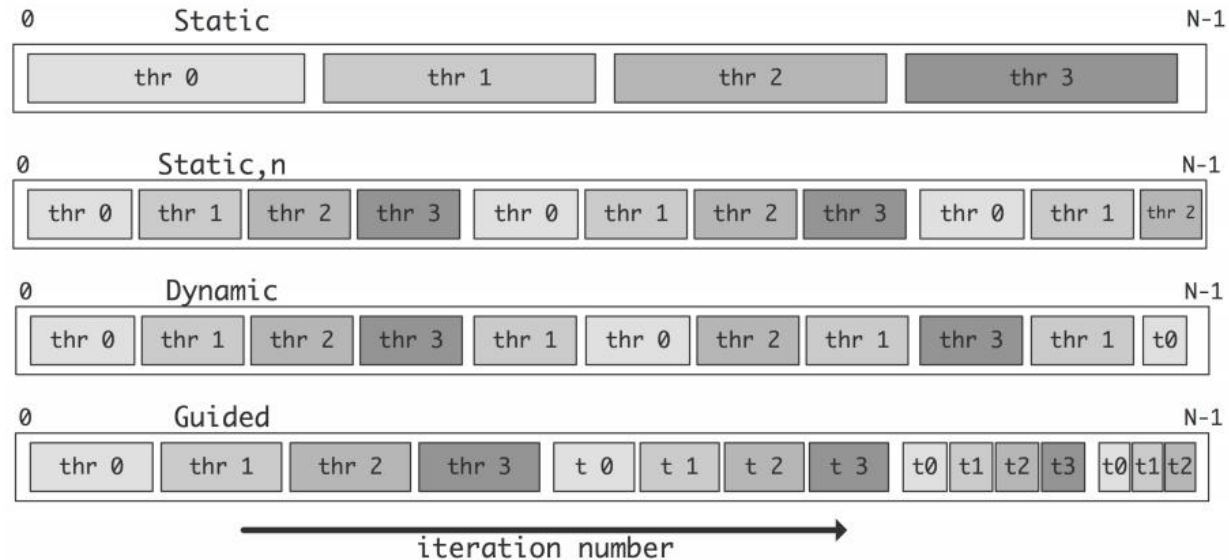 0 Static N-1
thr 0 thr 1 thr 2 thr 3
0 Static,n N-1
thr 0 thr 1 thr 2 thr 3 thr 0 thr 1 thr 2 thr 3 thr 0 thr 1 thr 2
0 Dynamic N-1
thr 0 thr 1 thr 2 thr 3 thr 1 thr 0 thr 2 thr 1 thr 3 thr 1 t0
0 Guided N-1
thr 0 thr 1 thr 2 thr 3 t 0 t 1 t 2 t 3 t0 t1 t2 t3 t0 t1 t2
iteration number